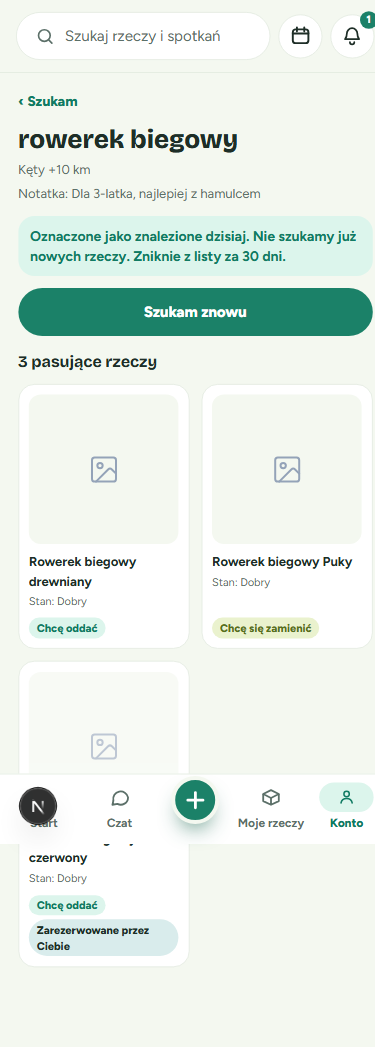 Szukaj rzeczy i spotkań
1
‹ Szukam
rowerek biegowy
Kęty +10 km
Notatka: Dla 3-latka, najlepiej z hamulcem
Oznaczone jako znalezione dzisiaj. Nie szukamy już
nowych rzeczy. Zniknie z listy za 30 dni.
Szukam znowu
3 pasujące rzeczy
Rowerek biegowy
drewniany
Stan: Dobry
Chcę oddać
Rowerek biegowy Puky
Stan: Dobry
Chcę się zamienić
N
Start
Czat
Moje rzeczy
Konto
czerwony
Stan: Dobry
Chcę oddać
Zarezerwowane przez
Ciebie